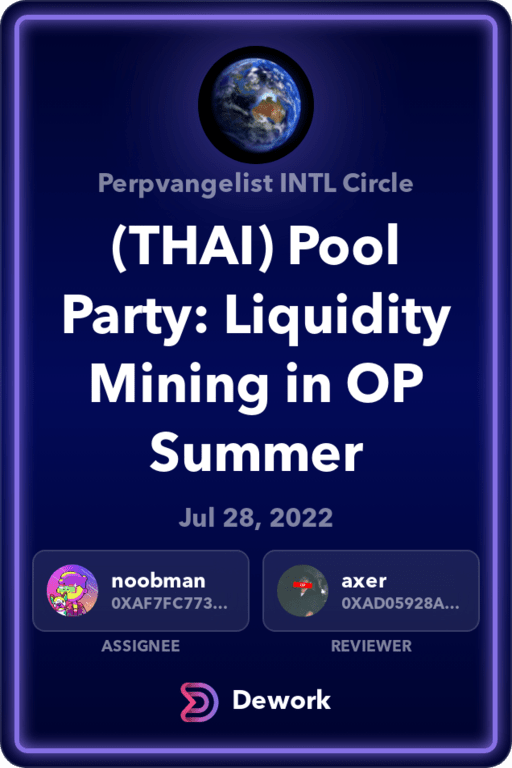 Perpvangelist INTL Circle
(THAI) Pool
Party: Liquidity
Mining in OP
Summer
Jul 28, 2022
noobman
0XAF7FC773...
ASSIGNEE
axer
0XAD05928A...
REVIEWER
Dework